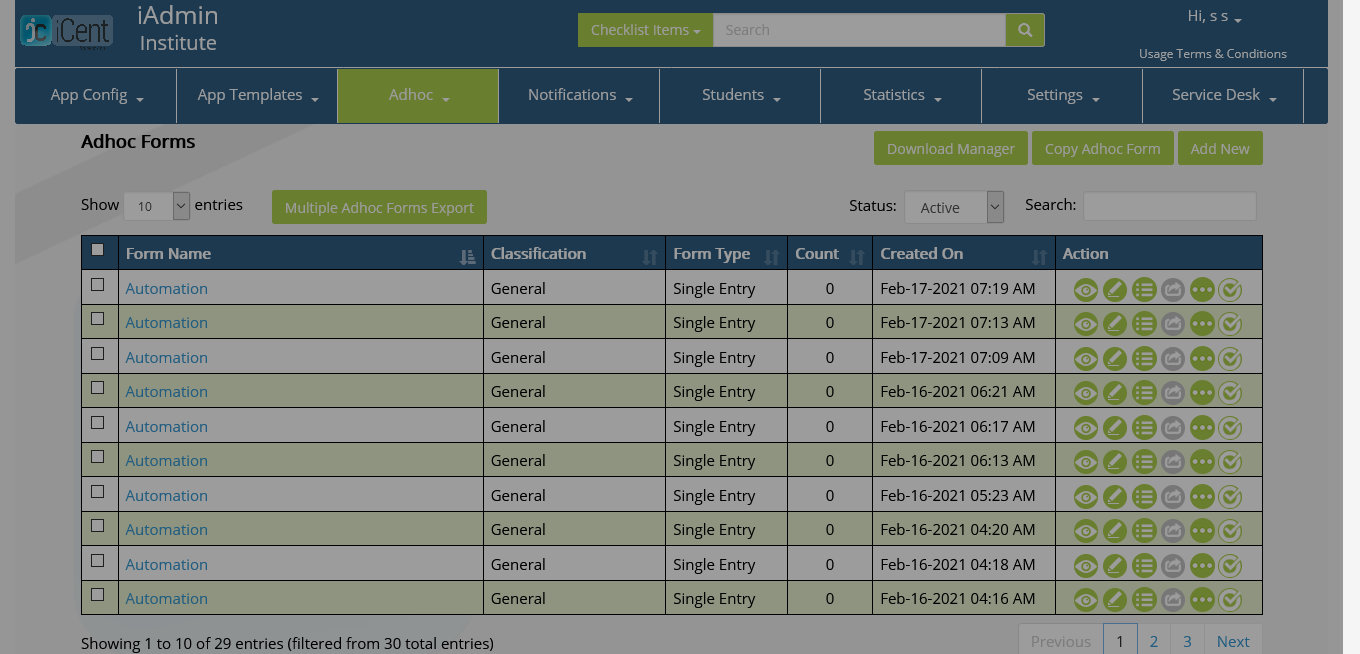 iCent
iAdmin
Institute
Checklist Items
Search
Hi, s s
Usage Terms & Conditions
App Config
App Templates
Adhoc
Notifications
Students
Statistics
Settings
Service Desk
Adhoc Forms
Download Manager
Copy Adhoc Form
Add New
Show 10 entries
Multiple Adhoc Forms Export
Status: Active
Search:
Form Name Classification Form Type Count Created On Action
Automation General Single Entry 0 Feb-17-2021 07:19 AM
Automation General Single Entry 0 Feb-17-2021 07:13 AM
Automation General Single Entry 0 Feb-17-2021 07:09 AM
Automation General Single Entry 0 Feb-16-2021 06:21 AM
Automation General Single Entry 0 Feb-16-2021 06:17 AM
Automation General Single Entry 0 Feb-16-2021 06:13 AM
Automation General Single Entry 0 Feb-16-2021 05:23 AM
Automation General Single Entry 0 Feb-16-2021 04:20 AM
Automation General Single Entry 0 Feb-16-2021 04:18 AM
Automation General Single Entry 0 Feb-16-2021 04:16 AM
Showing 1 to 10 of 29 entries (filtered from 30 total entries)
Previous 1 2 3 Next